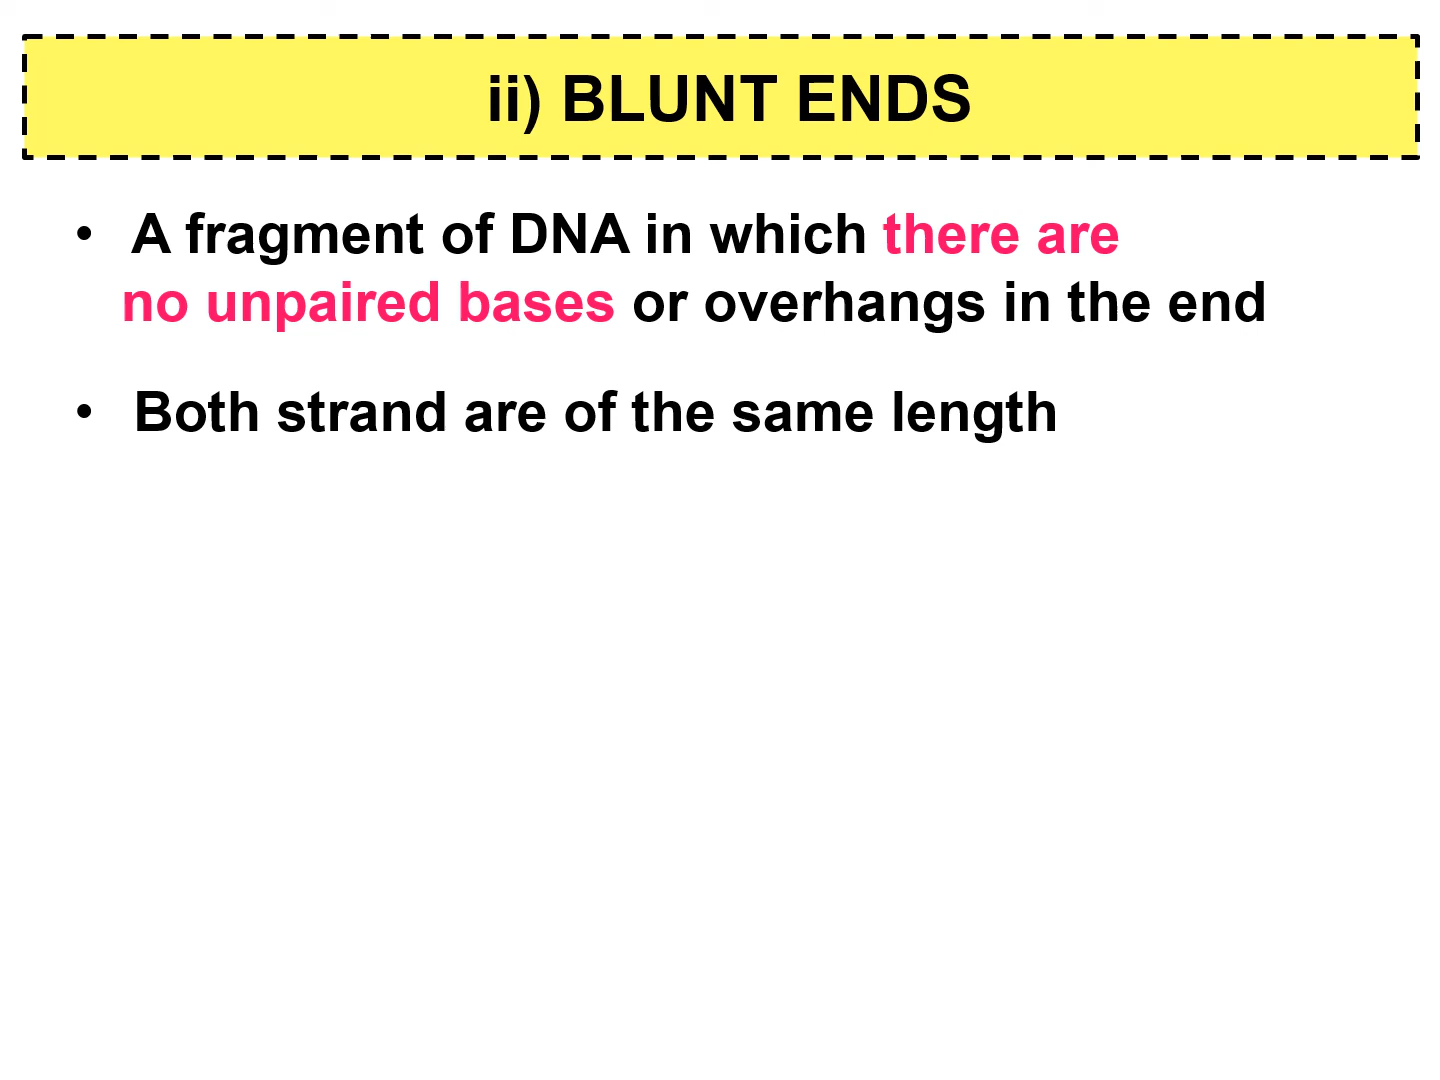 ii) BLUNT ENDS
• A fragment of DNA in which there are
no unpaired bases or overhangs in the end
• Both strand are of the same length